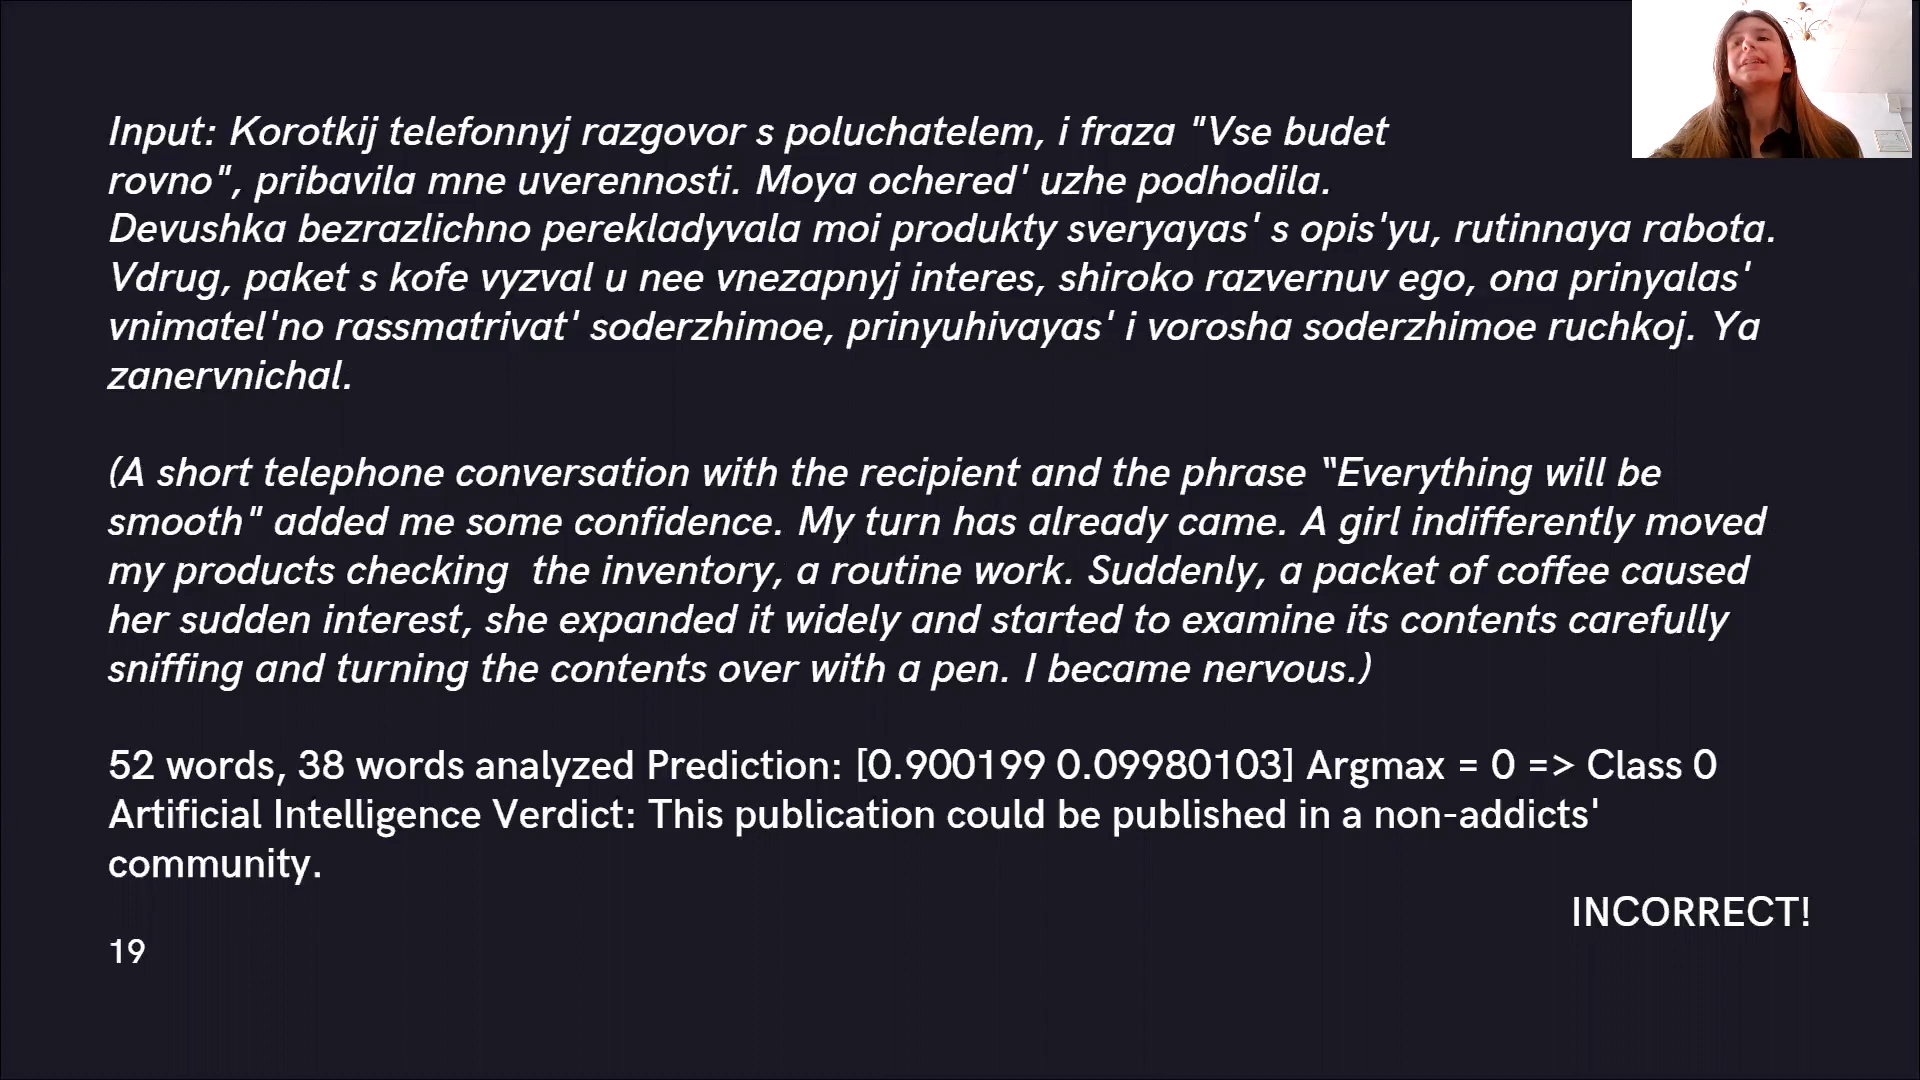 Input: Korotkij telefonnyj razgovor s poluchatelem, i fraza "Vse budet
rovno", pribavila mne uverennosti. Moya ochered' uzhe podhodila.
Devushka bezrazlichno perekladyvala moi produkty sveryayas' s opis'yu, rutinnaya rabota.
Vdrug, paket s kofe vyzval u nee vnezapnyj interes, shiroko razvernuv ego, ona prinyalas'
vnimatel'no rassmatrivat' soderzhimoe, prinyuhivayas' i vorosha soderzhimoe ruchkoj. Ya
zanervnichal.
(A short telephone conversation with the recipient and the phrase “Everything will be
smooth" added me some confidence. My turn has already came. A girl indifferently moved
my products checking  the inventory, a routine work. Suddenly, a packet of coffee caused
her sudden interest, she expanded it widely and started to examine its contents carefully
sniffing and turning the contents over with a pen. I became nervous.)
52 words, 38 words analyzed Prediction: [0.900199 0.09980103] Argmax = 0 => Class 0
Artificial Intelligence Verdict: This publication could be published in a non-addicts'
community.
INCORRECT!
19